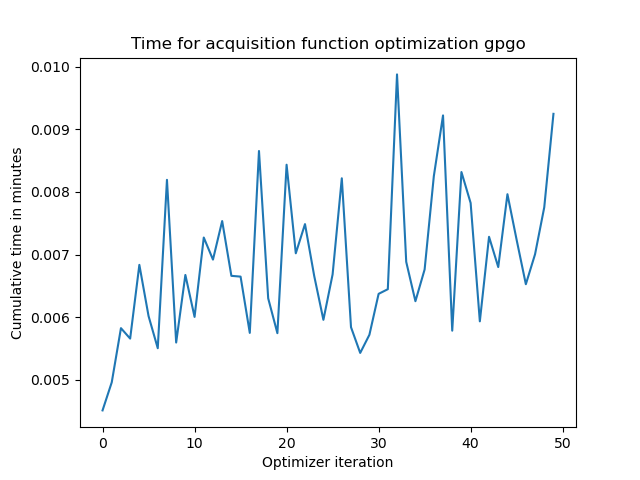 Time for acquisition function optimization gpgo
0.010
0.009
0.008
0.007
0.006
0.005
Cumulative time in minutes
0 10 20 30 40 50
Optimizer iteration